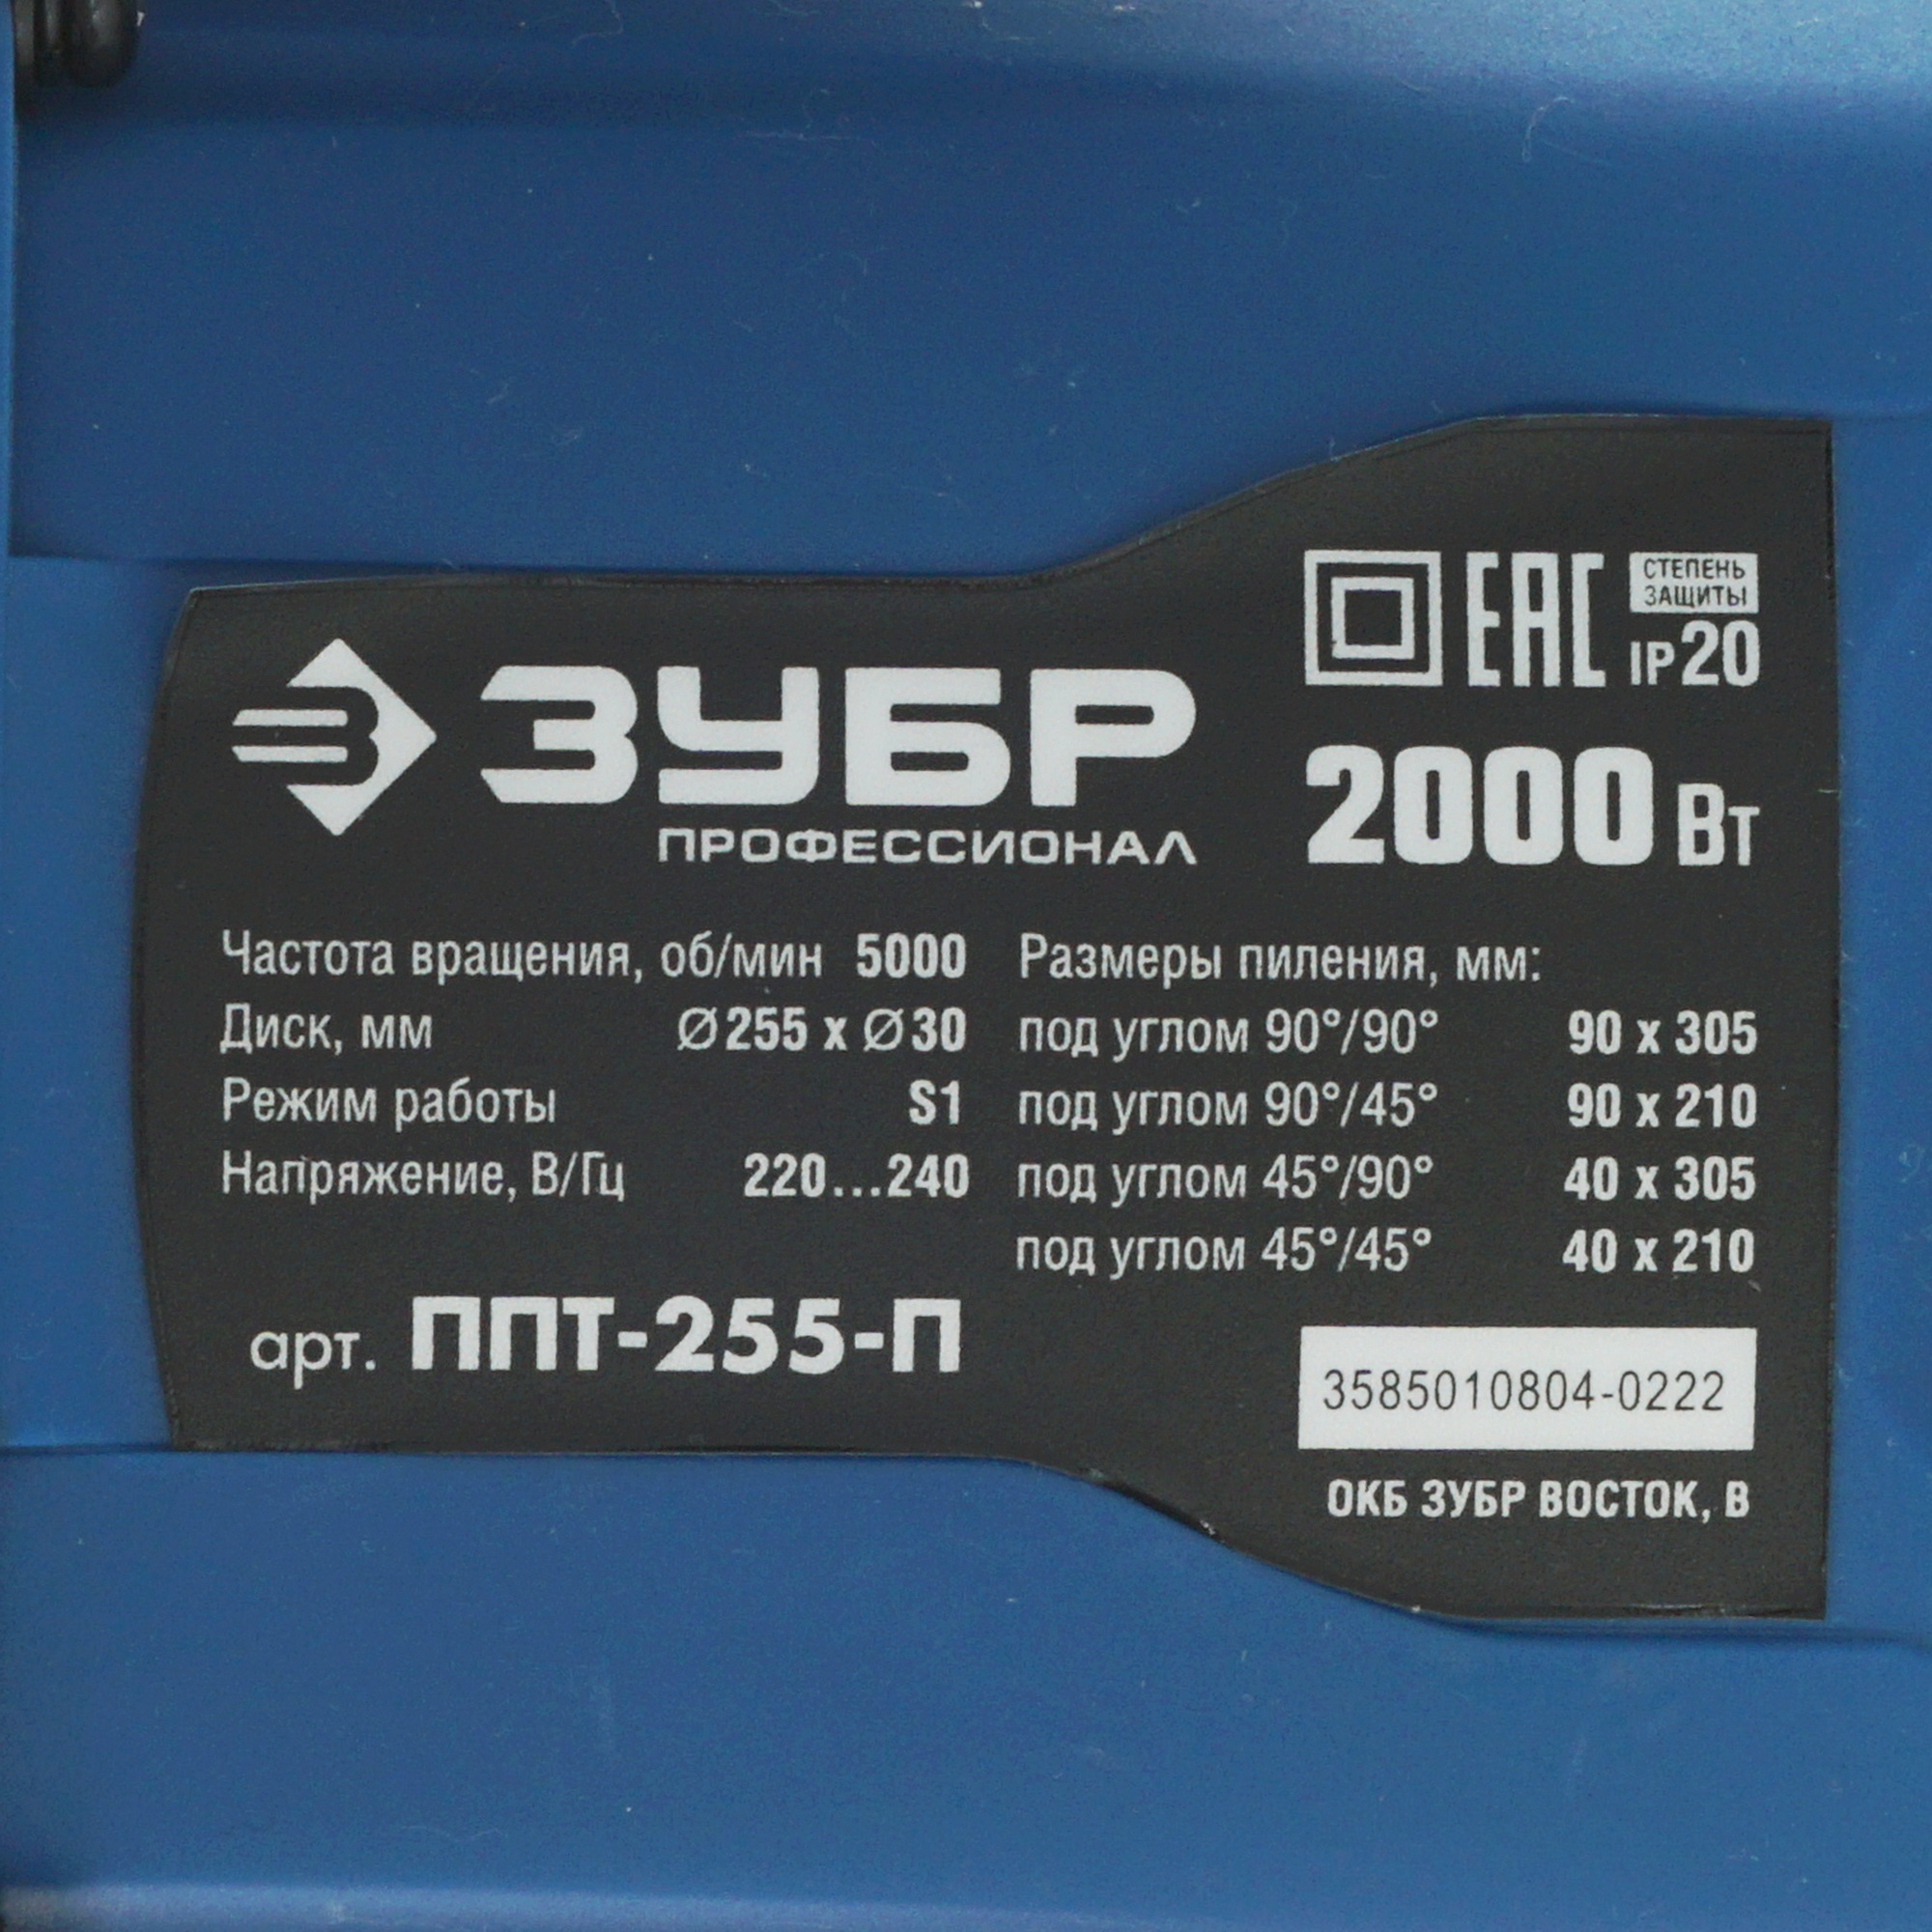 ЗУБР
ПРОФЕССИОНАЛ
ЕАС
СТЕПЕНЬ
ЗАЩИТЫ
IP20
2000 Вт
Частота вращения, об/мин 5000
Диск, мм Ø255 x Ø30
Режим работы S1
Напряжение, В/Гц 220...240
Размеры пиления, мм:
под углом 90°/90° 90 x 305
под углом 90°/45° 90 x 210
под углом 45°/90° 40 x 305
под углом 45°/45° 40 x 210
арт. ППТ-255-П
3585010804-0222
ОКБ ЗУБР ВОСТОК, В